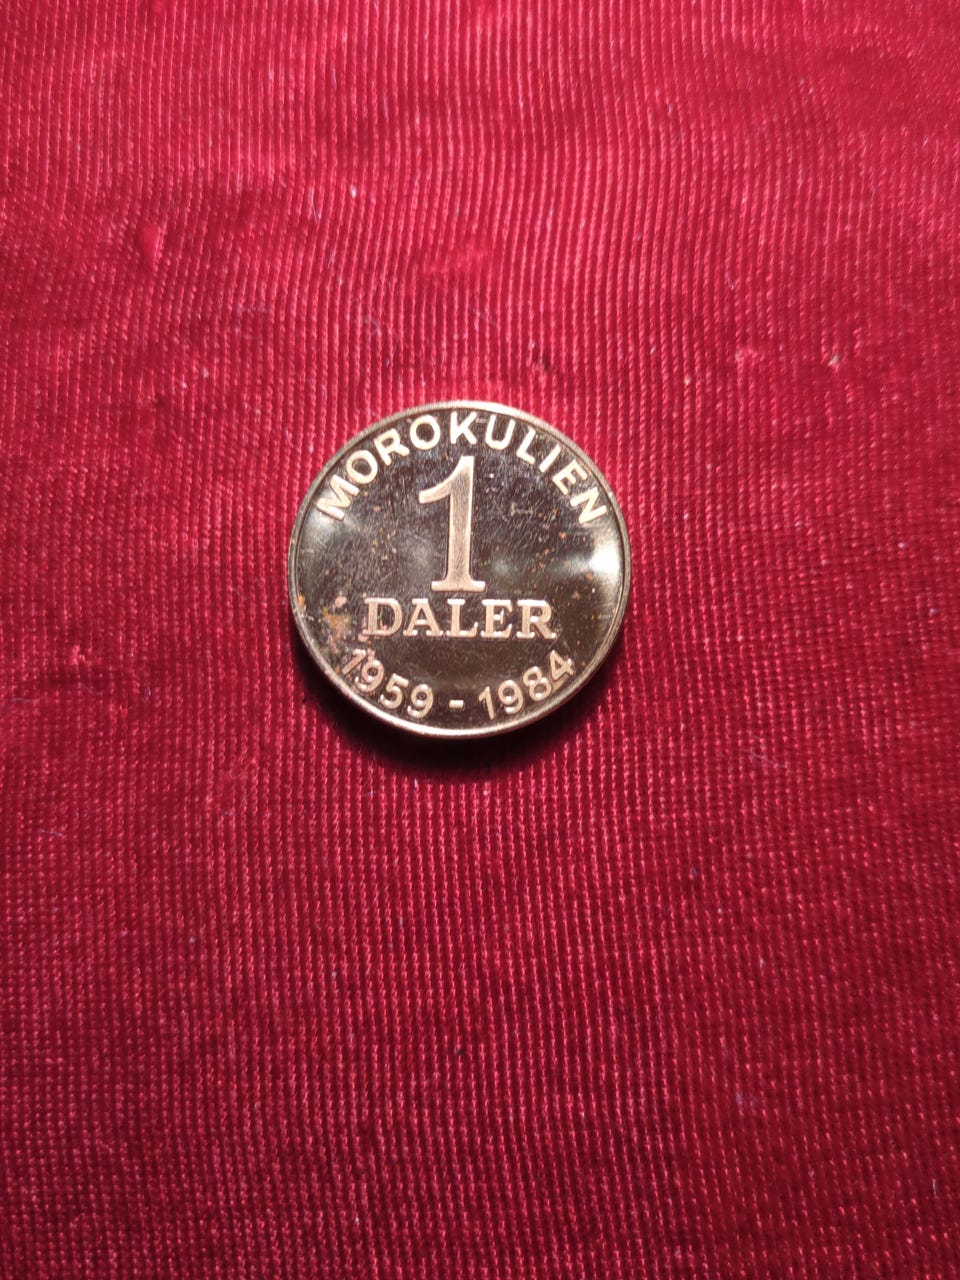 MOROKULIEN
1
DALER
1959 - 1984